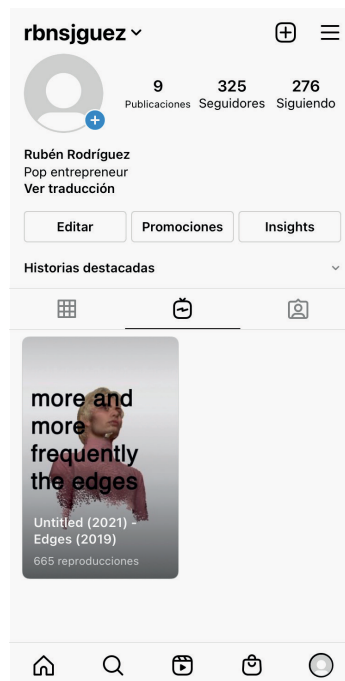 rbnsjguez
9 325 276
Publicaciones Seguidores Siguiendo
Rubén Rodríguez
Pop entrepreneur
Ver traducción
Editar Promociones Insights
Historias destacadas
more and
more
frequently
the edges
Untitled (2021) -
Edges (2019)
665 reproducciones